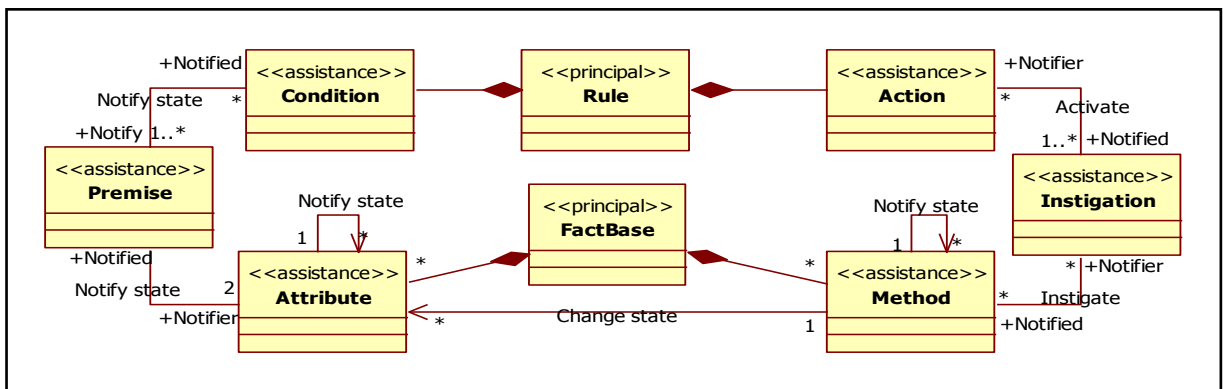 +Notified
<<assistance>>
Condition
<<principal>>
Rule
<<assistance>>
Action
+Notifier
Notify state
*
*
Activate
+Notify
1..*
1..*
+Notified
<<assistance>>
Premise
<<assistance>>
Instigation
Notify state
1
*
<<principal>>
FactBase
Notify state
1
*
+Notified
Notify state
2
+Notifier
<<assistance>>
Attribute
*
*
*
Change state
1
<<assistance>>
Method
*
+Notifier
*
Instigate
+Notified